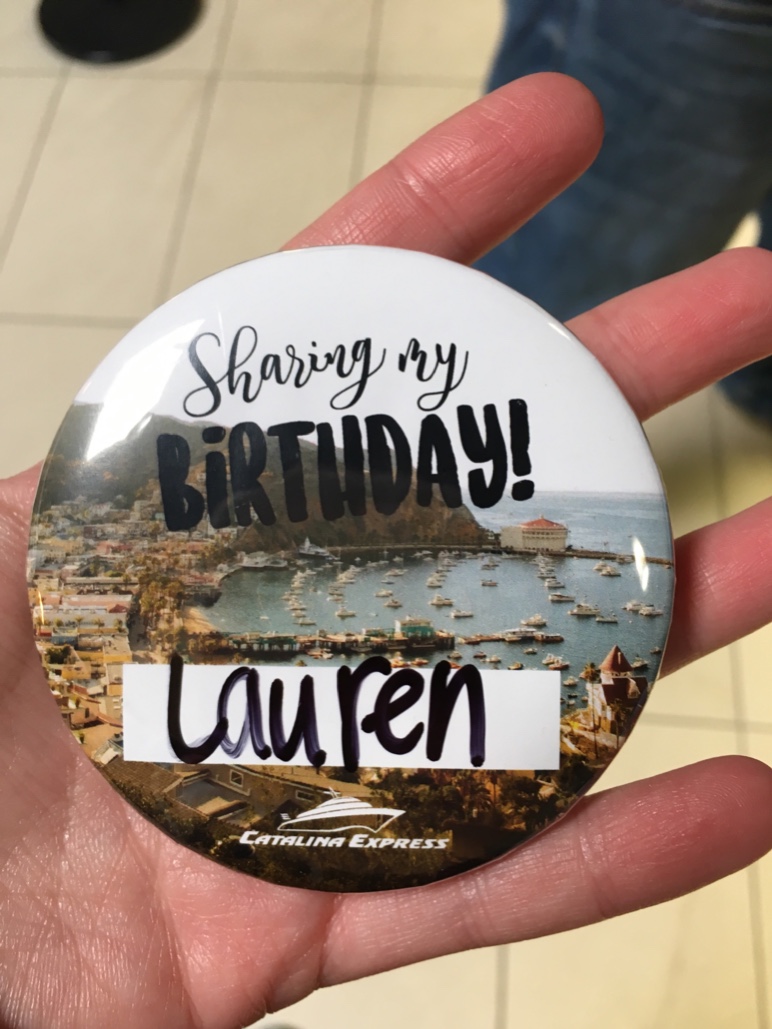 Sharing my
BiRTHDAY!
Lauren
CATALINA EXPRESS